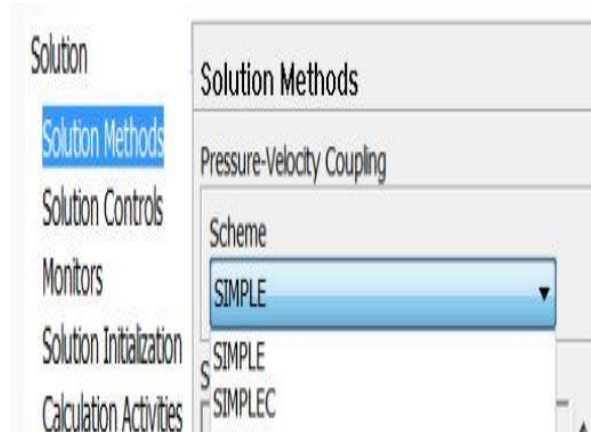 Solution
Solution Methods
Solution Controls
Monitors
Solution Initialization
Calculation Activities
Solution Methods
Pressure-Velocity Coupling
Scheme
SIMPLE
SIMPLE
SIMPLEC